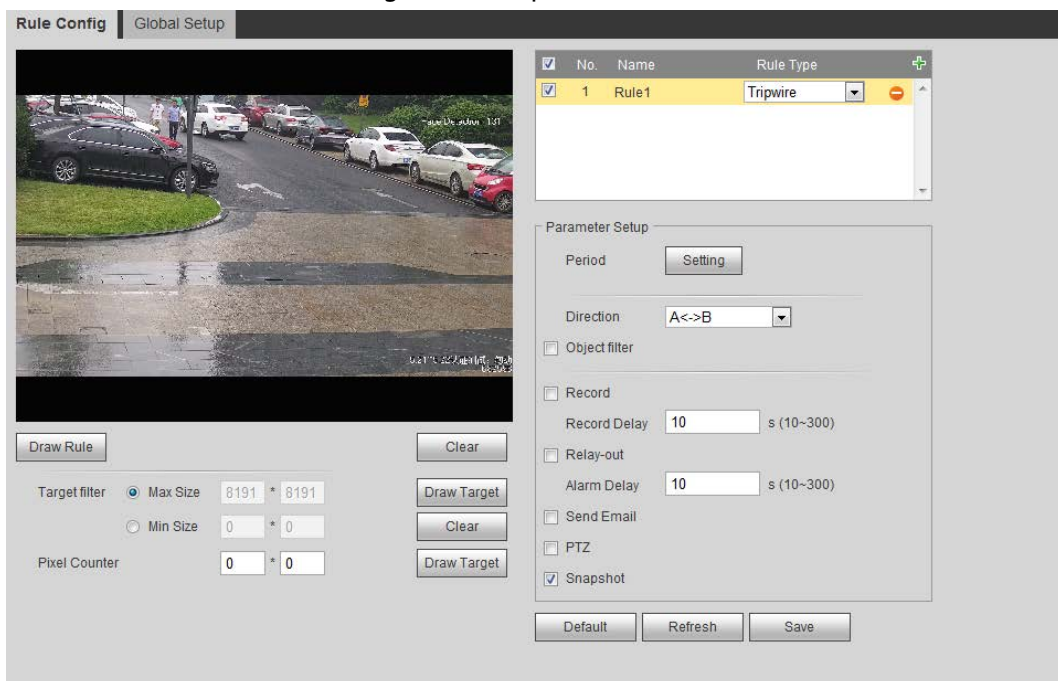 Rule Config Global Setup
No. Name Rule Type
1 Rule1 Tripwire
Parameter Setup
Period Setting
Direction A<->B
Object filter
Record
Record Delay 10 s (10~300)
Relay-out
Alarm Delay 10 s (10~300)
Send Email
PTZ
Snapshot
Default Refresh Save
Draw Rule Clear
Target filter Max Size 8191 * 8191 Draw Target
Min Size 0 * 0 Clear
Pixel Counter 0 * 0 Draw Target